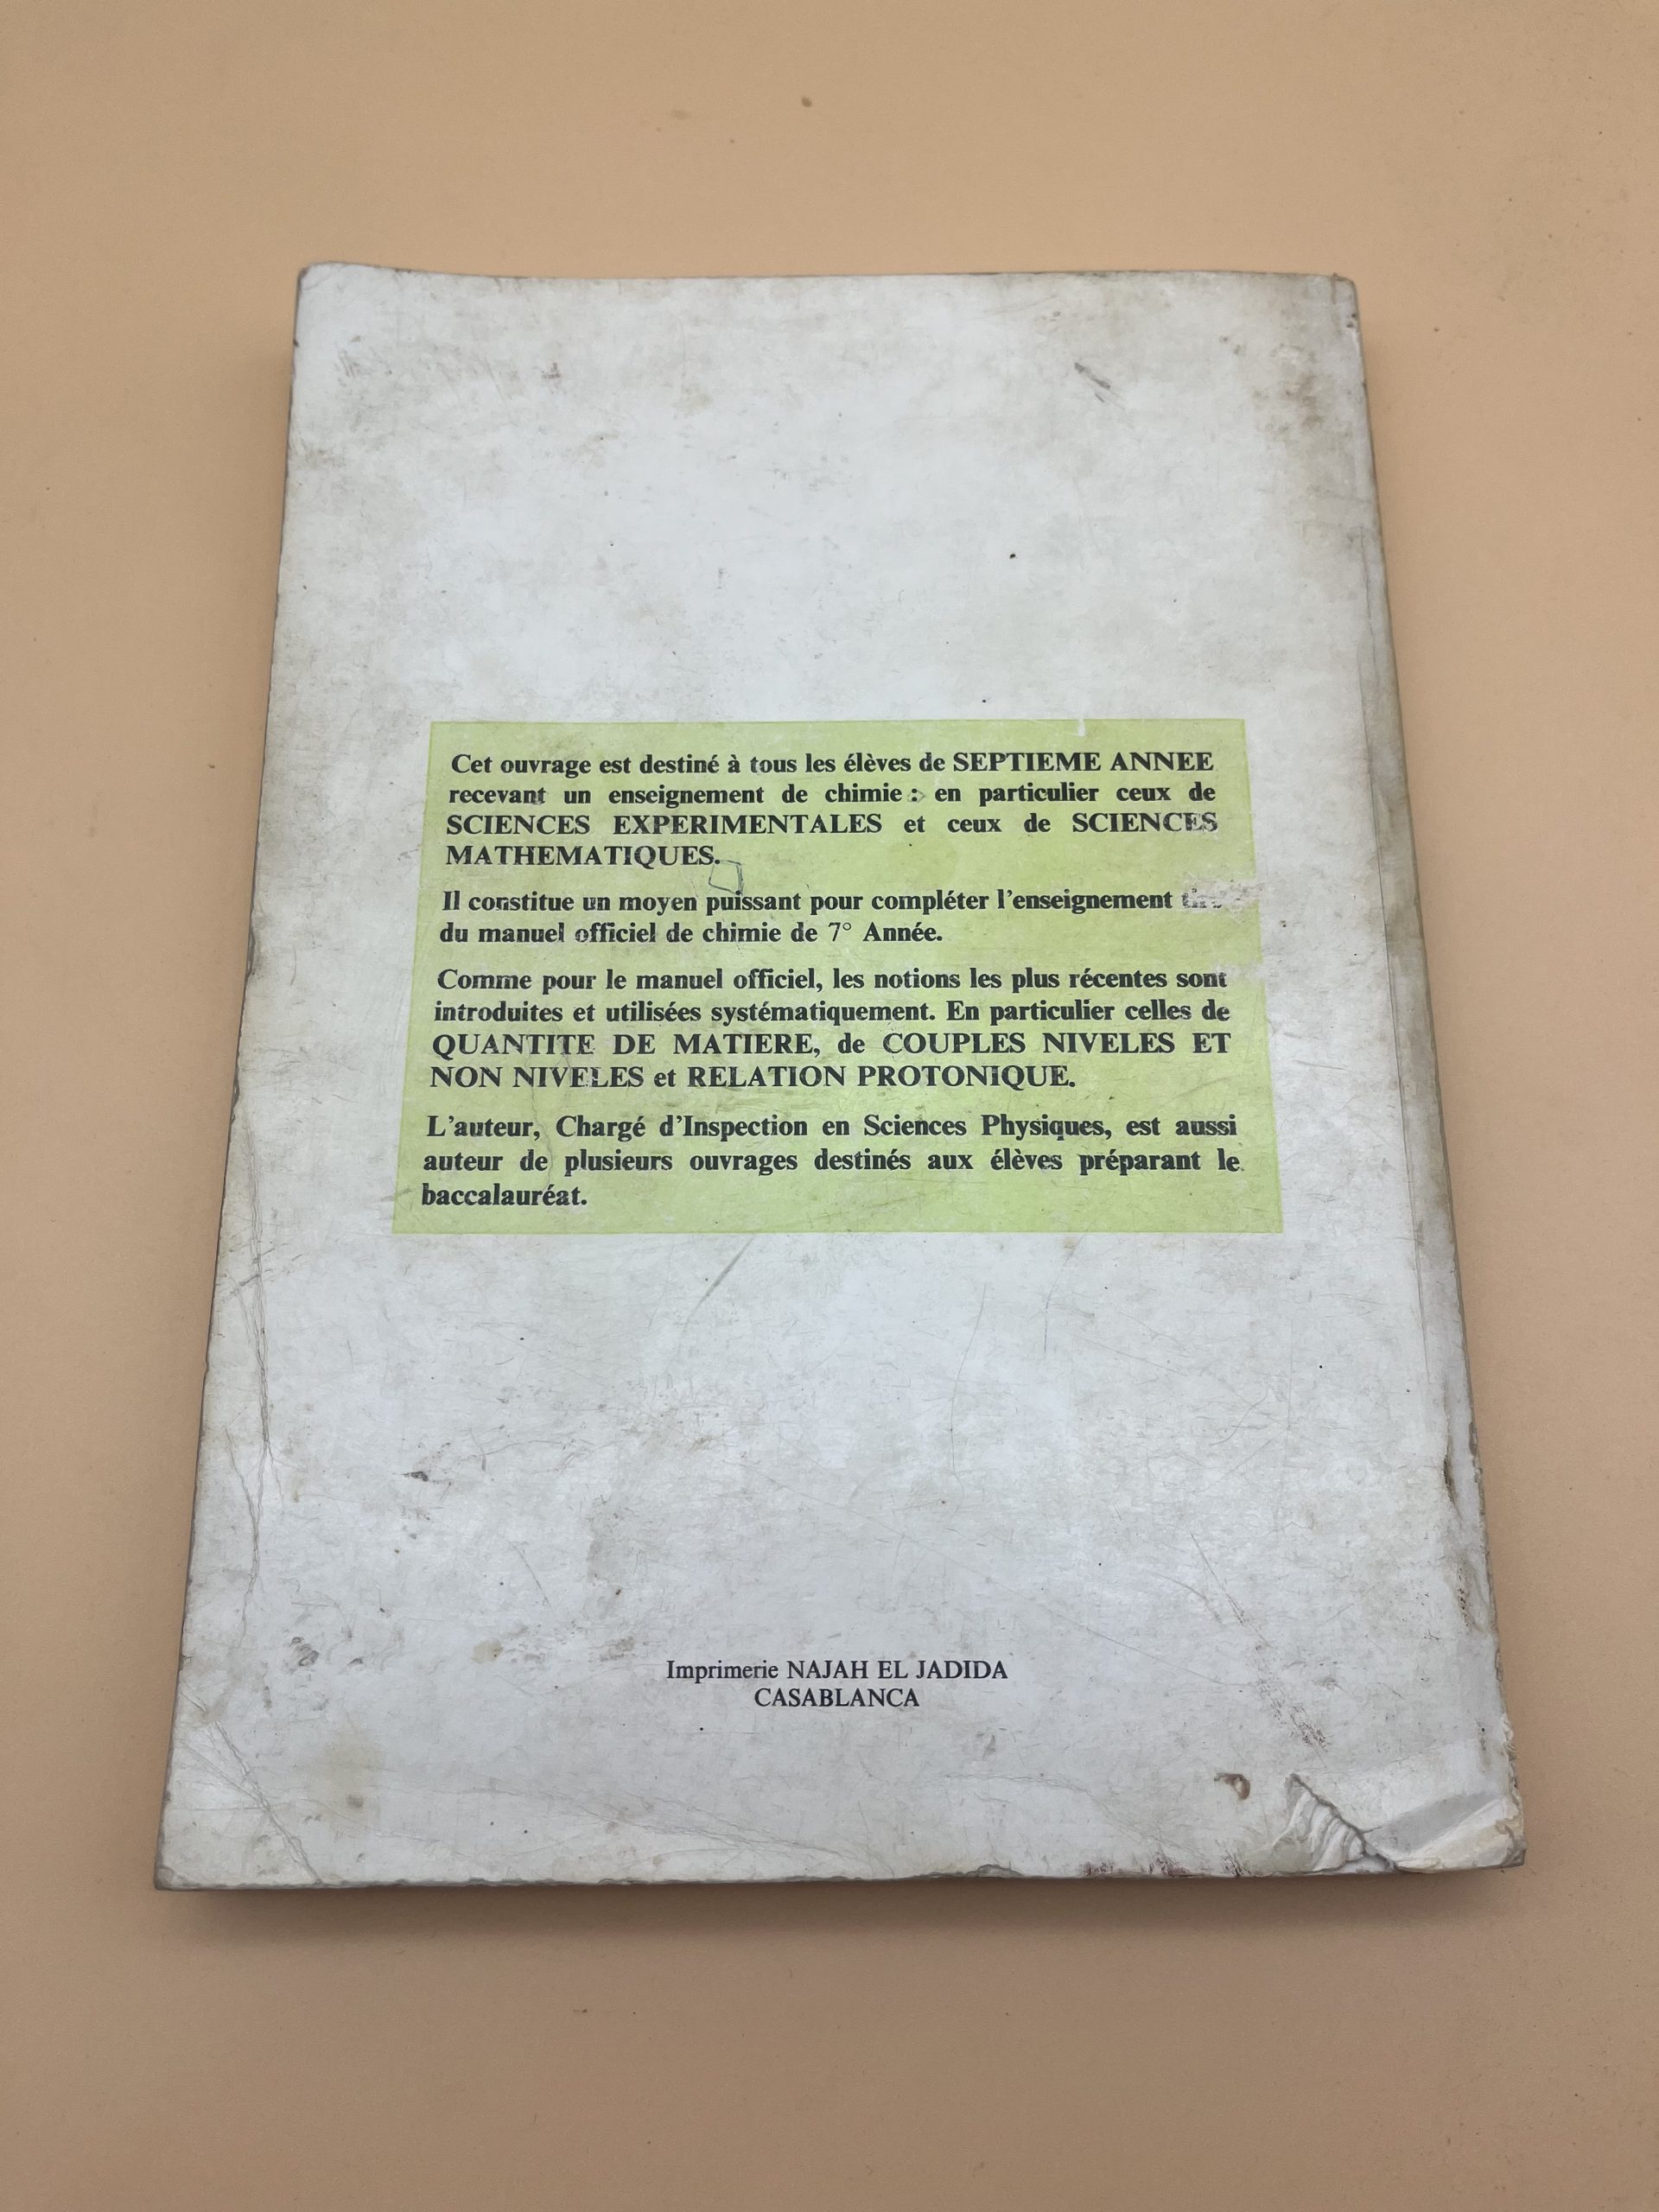 Cet ouvrage est destiné à tous les élèves de SEPTIEME ANNEE
recevant un enseignement de chimie : en particulier ceux de
SCIENCES EXPERIMENTALES et ceux de SCIENCES
MATHEMATIQUES.
Il constitue un moyen puissant pour compléter l'enseignement
du manuel officiel de chimie de 7° Année.
Comme pour le manuel officiel, les notions les plus récentes sont
introduites et utilisées systématiquement. En particulier celles de
QUANTITE DE MATIERE, de COUPLES NIVELES ET
NON NIVELES et RELATION PROTONIQUE.
L'auteur, Chargé d'Inspection en Sciences Physiques, est aussi
auteur de plusieurs ouvrages destinés aux élèves préparant le
baccalauréat.
Imprimerie NAJAH EL JADIDA
CASABLANCA